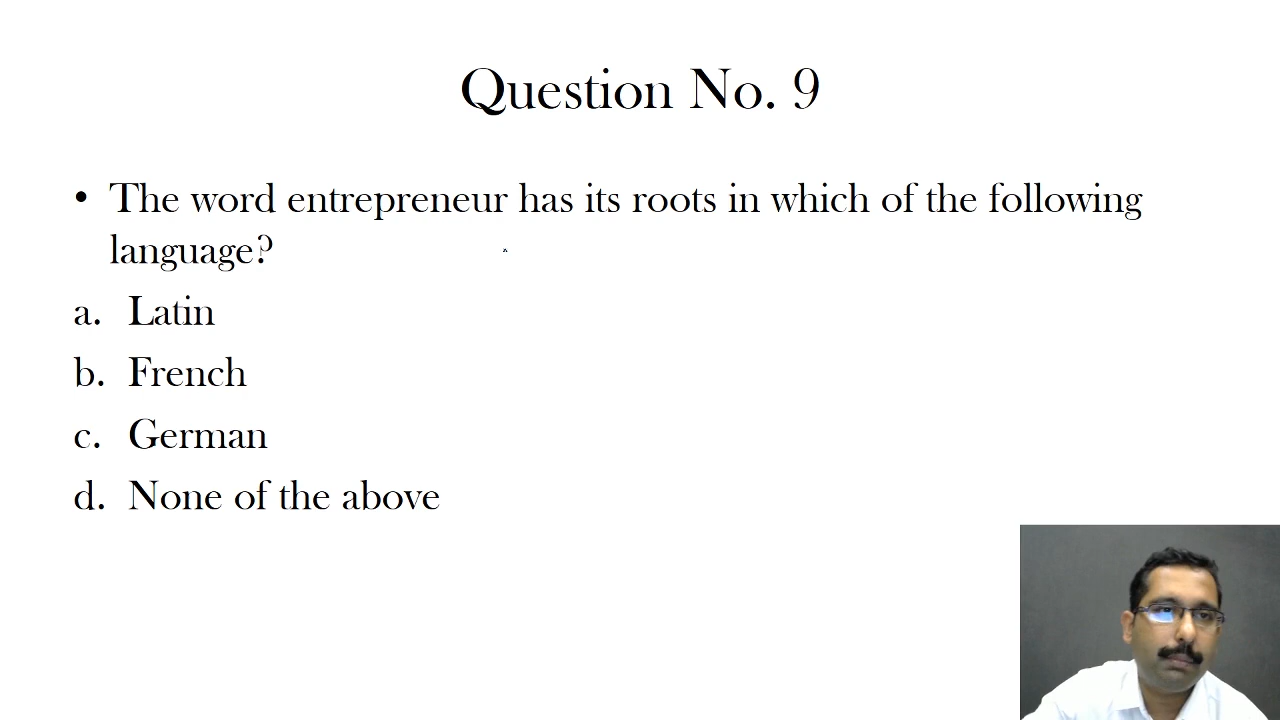 Question No. 9
• The word entrepreneur has its roots in which of the following
language?
a. Latin
b. French
c. German
d. None of the above